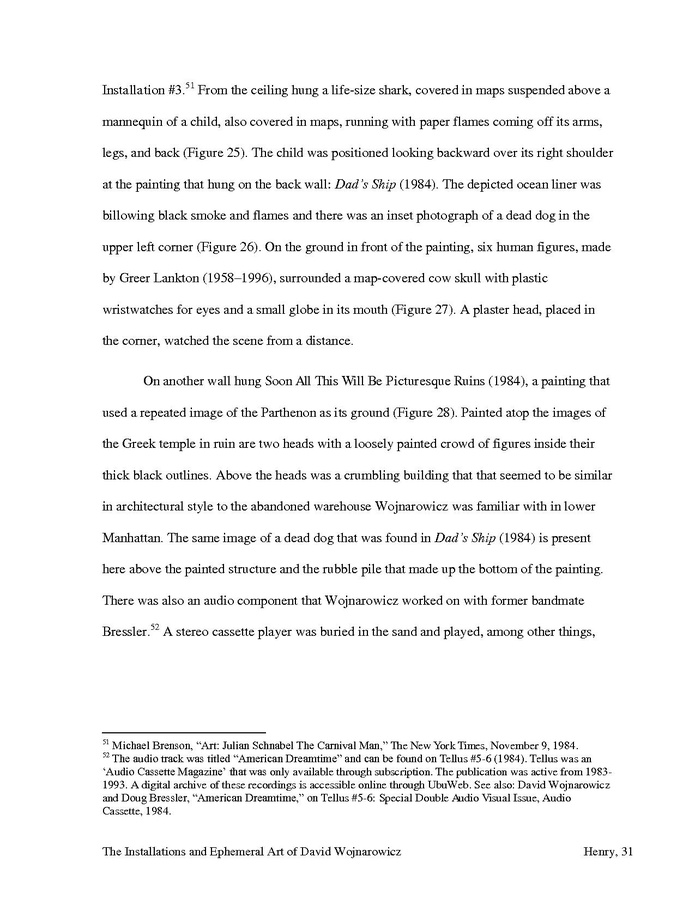 Installation #3.51 From the ceiling hung a life-size shark, covered in maps suspended above a
mannequin of a child, also covered in maps, running with paper flames coming off its arms,
legs, and back (Figure 25). The child was positioned looking backward over its right shoulder
at the painting that hung on the back wall: Dad's Ship (1984). The depicted ocean liner was
billowing black smoke and flames and there was an inset photograph of a dead dog in the
upper left corner (Figure 26). On the ground in front of the painting, six human figures, made
by Greer Lankton (1958–1996), surrounded a map-covered cow skull with plastic
wristwatches for eyes and a small globe in its mouth (Figure 27). A plaster head, placed in
the corner, watched the scene from a distance.
On another wall hung Soon All This Will Be Picturesque Ruins (1984), a painting that
used a repeated image of the Parthenon as its ground (Figure 28). Painted atop the images of
the Greek temple in ruin are two heads with a loosely painted crowd of figures inside their
thick black outlines. Above the heads was a crumbling building that that seemed to be similar
in architectural style to the abandoned warehouse Wojnarowicz was familiar with in lower
Manhattan. The same image of a dead dog that was found in Dad's Ship (1984) is present
here above the painted structure and the rubble pile that made up the bottom of the painting.
There was also an audio component that Wojnarowicz worked on with former bandmate
Bressler.52 A stereo cassette player was buried in the sand and played, among other things,
51 Michael Brenson, “Art: Julian Schnabel The Carnival Man,” The New York Times, November 9, 1984.
52 The audio track was titled “American Dreamtime” and can be found on Tellus #5-6 (1984). Tellus was an
‘Audio Cassette Magazine’ that was only available through subscription. The publication was active from 1983-
1993. A digital archive of these recordings is accessible online through UbuWeb. See also: David Wojnarowicz
and Doug Bressler, “American Dreamtime,” on Tellus #5-6: Special Double Audio Visual Issue, Audio
Cassette, 1984.
The Installations and Ephemeral Art of David Wojnarowicz Henry, 31